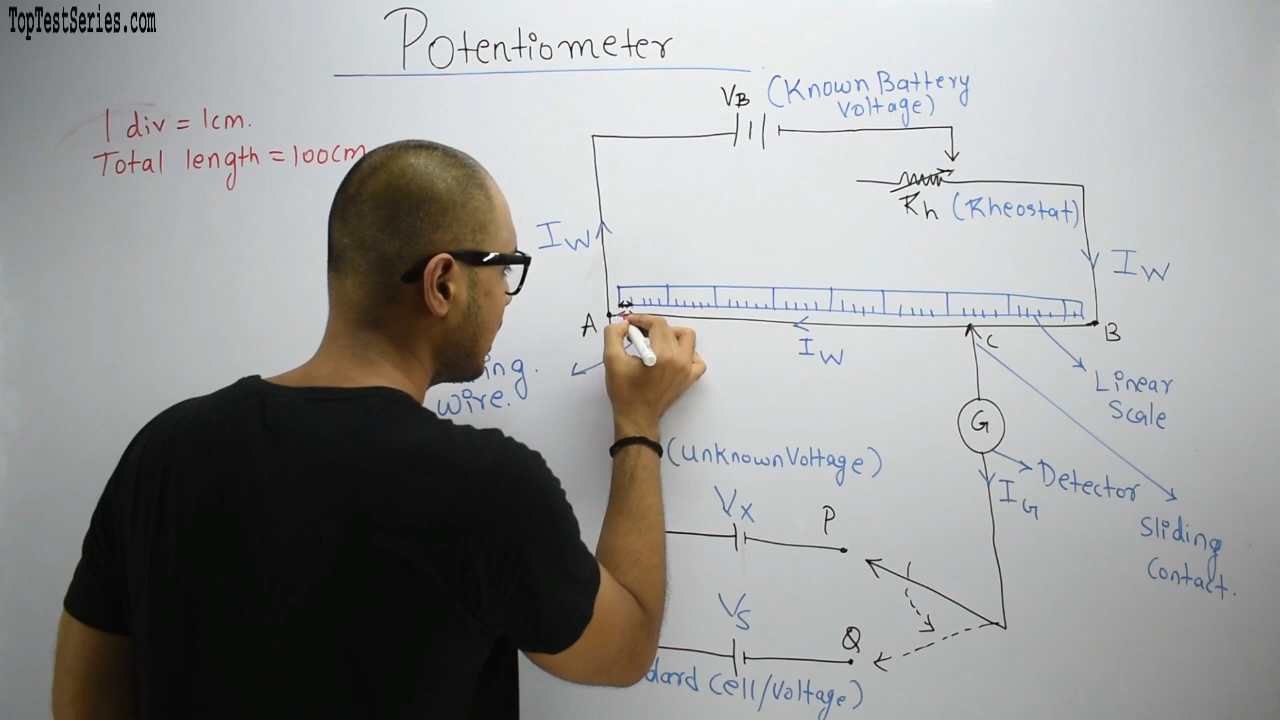 TopTestSeries.com
Potentiometer
1 div = 1cm.
Total length = 100cm
VB (Known Battery
Voltage)
Rh (Rheostat)
IW
IW
A
B
IW
C
Linear
Scale
wire.
G
(Unknown Voltage)
Detector
IG
VX
P
Sliding
Contact.
VS
Q
Cell/Voltage)